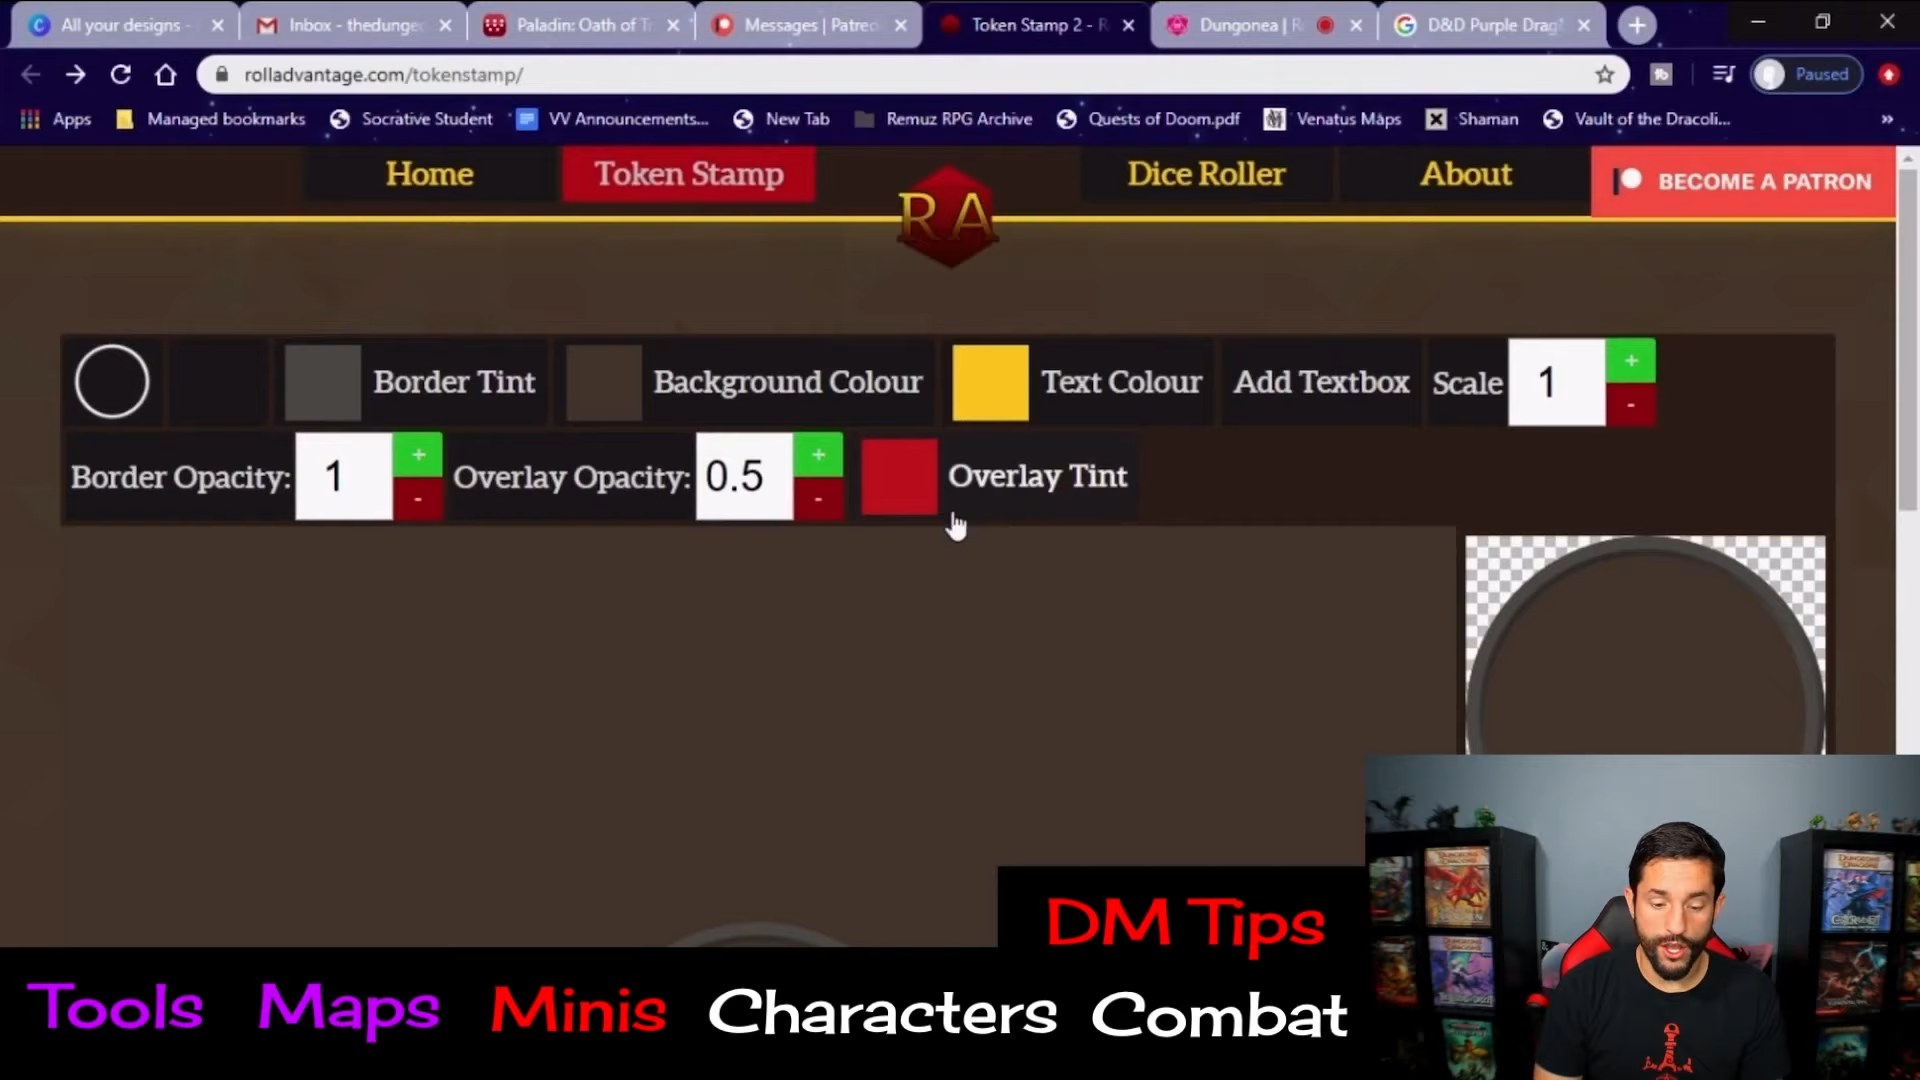 All your designs -
Inbox - thedunge
Paladin: Oath of T
Messages | Patreo
Token Stamp 2 - R
Dungonea | R
D&D Purple Drag
rolladvantage.com/tokenstamp/
Paused
Apps
Managed bookmarks
Socrative Student
VV Announcements...
New Tab
Remuz RPG Archive
Quests of Doom.pdf
Venatus Maps
Shaman
Vault of the Dracoli...
»
Home
Token Stamp
RA
Dice Roller
About
BECOME A PATRON
Border Tint
Background Colour
Text Colour
Add Textbox
Scale 1 + -
Border Opacity: 1 + -
Overlay Opacity: 0.5 + -
Overlay Tint
DM Tips
Tools Maps Minis Characters Combat